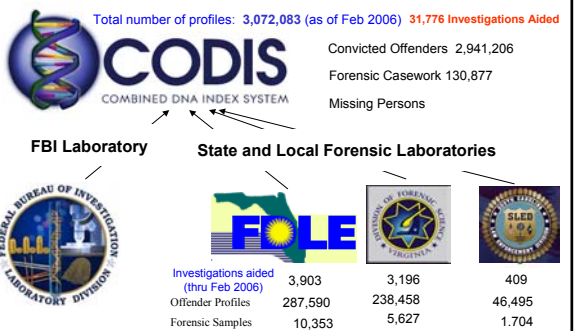 Total number of profiles: 3,072,083 (as of Feb 2006) 31,776 Investigations Aided
CODIS
COMBINED DNA INDEX SYSTEM
Convicted Offenders 2,941,206
Forensic Casework 130,877
Missing Persons
FBI Laboratory
State and Local Forensic Laboratories
FEDERAL BUREAU OF INVESTIGATION
LABORATORY DIVISION
FDLE
DIVISION OF FORENSIC SCIENCE
VIRGINIA
SLED
Investigations aided
(thru Feb 2006)
3,903 3,196 409
Offender Profiles 287,590 238,458 46,495
Forensic Samples 10,353 5,627 1.704